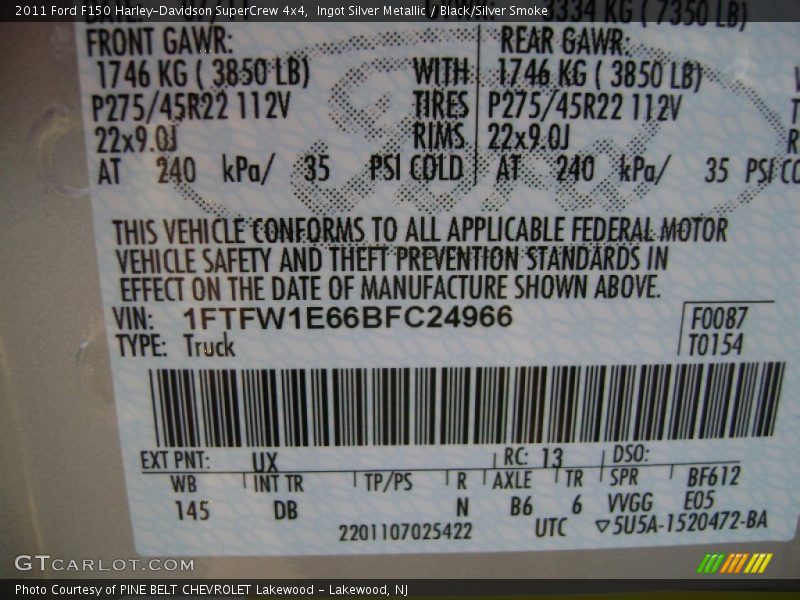 2011 Ford F150 Harley-Davidson SuperCrew 4x4, Ingot Silver Metallic / Black/Silver Smoke
3334 KG ( 7350 LB)
FRONT GAWR: REAR GAWR:
1746 KG ( 3850 LB) WITH 1746 KG ( 3850 LB)
P275/45R22 112V TIRES P275/45R22 112V
22x9.0J RIMS 22x9.0J
AT 240 kPa/ 35 PSI COLD AT 240 kPa/ 35 PSI CO
THIS VEHICLE CONFORMS TO ALL APPLICABLE FEDERAL MOTOR
VEHICLE SAFETY AND THEFT PREVENTION STANDARDS IN
EFFECT ON THE DATE OF MANUFACTURE SHOWN ABOVE.
VIN: 1FTFW1E66BFC24966 F0087
TYPE: Truck T0154
EXT PNT: UX RC: 13 DSO:
WB INT TR TP/PS R AXLE TR SPR BF612
145 DB N B6 6 VVGG E05
2201107025422 UTC ▽5U5A-1520472-BA
GTCARLOT.COM
Photo Courtesy of PINE BELT CHEVROLET Lakewood - Lakewood, NJ